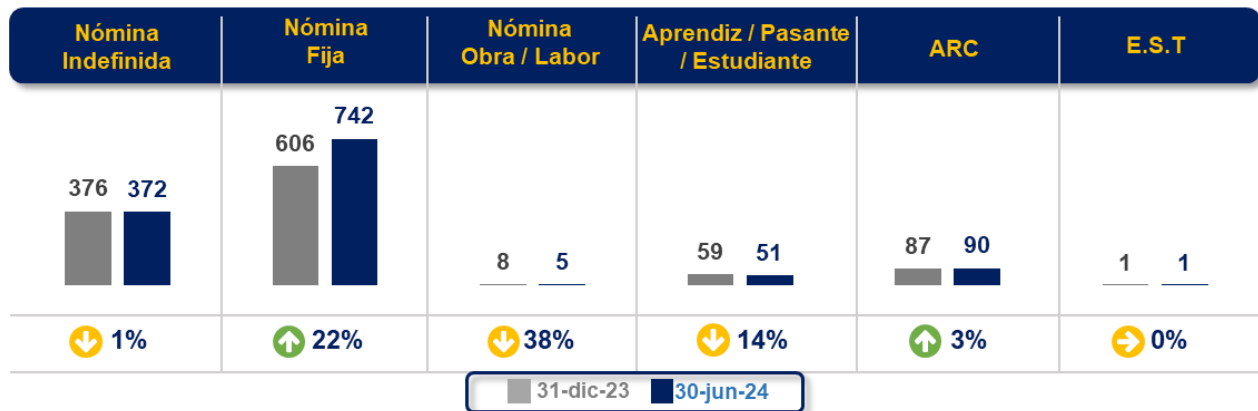 Nómina
Indefinida
Nómina
Fija
Nómina
Obra / Labor
Aprendiz / Pasante
/ Estudiante
ARC
E.S.T
376 372
606 742
8 5
59 51
87 90
1 1
1%
22%
38%
14%
3%
0%
31-dic-23 30-jun-24